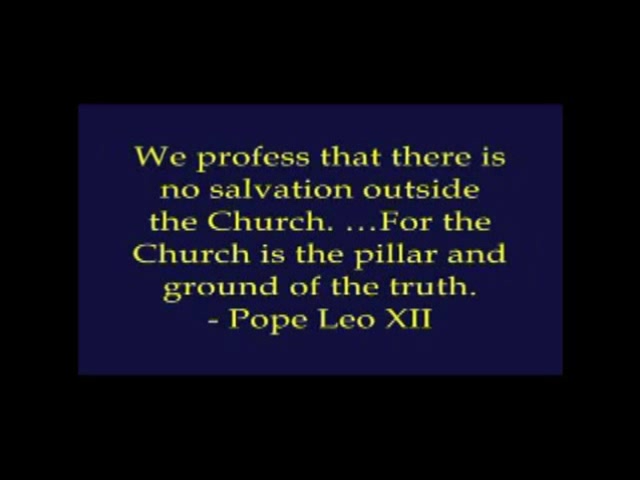 We profess that there is
no salvation outside
the Church. ...For the
Church is the pillar and
ground of the truth.
- Pope Leo XII